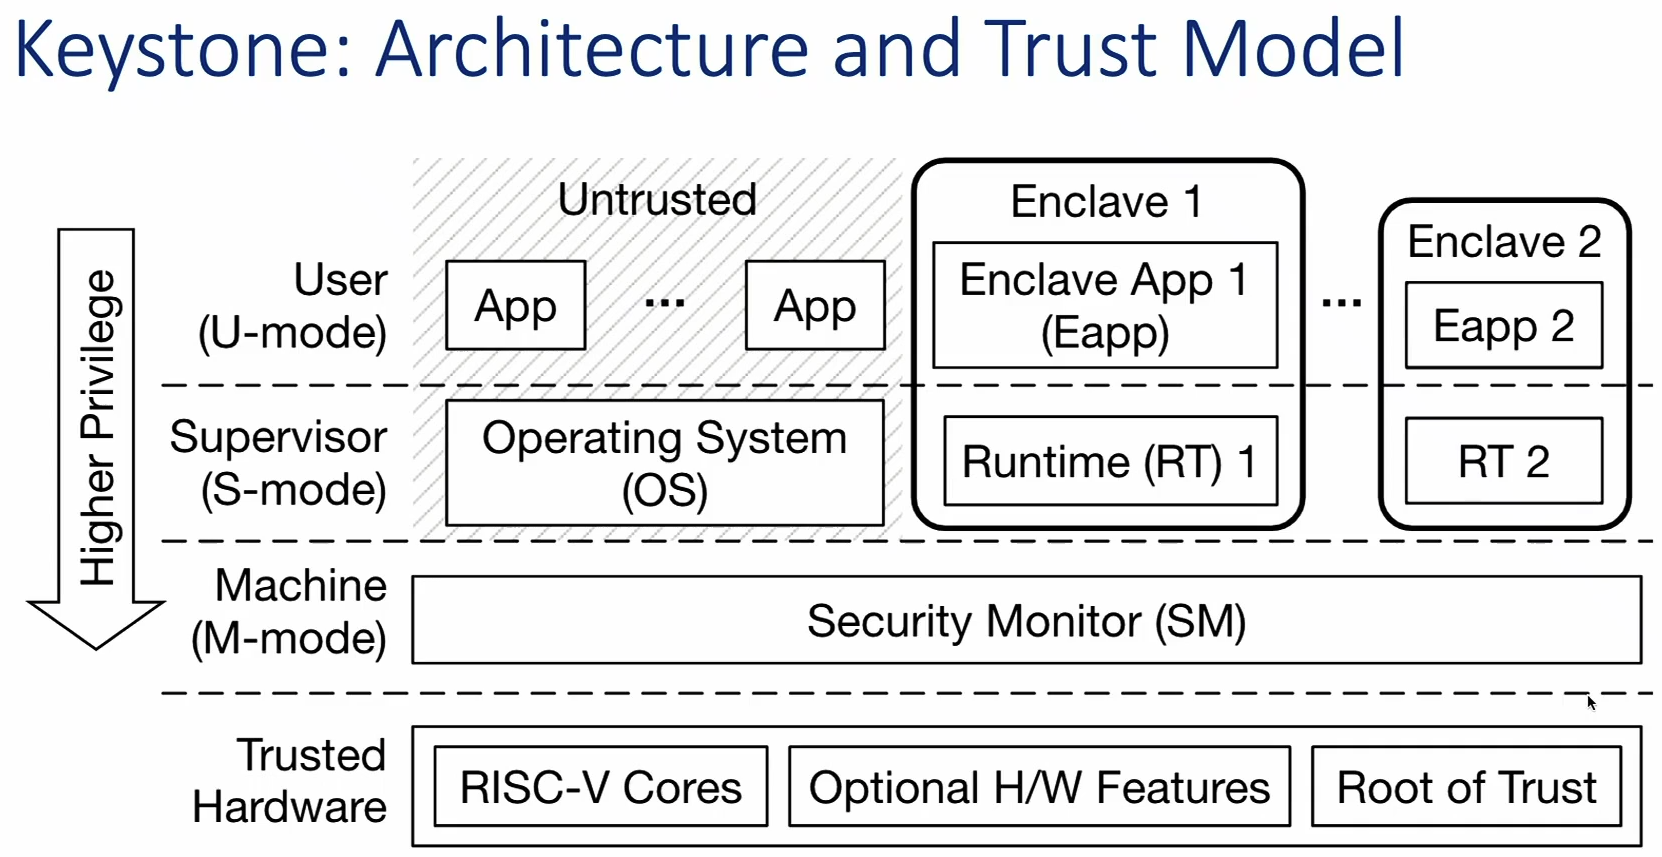 Keystone: Architecture and Trust Model
Higher Privilege
Untrusted
Enclave 1
Enclave 2
User
(U-mode)
App
...
App
Enclave App 1
(Eapp)
...
Eapp 2
Supervisor
(S-mode)
Operating System
(OS)
Runtime (RT) 1
RT 2
Machine
(M-mode)
Security Monitor (SM)
Trusted
Hardware
RISC-V Cores
Optional H/W Features
Root of Trust